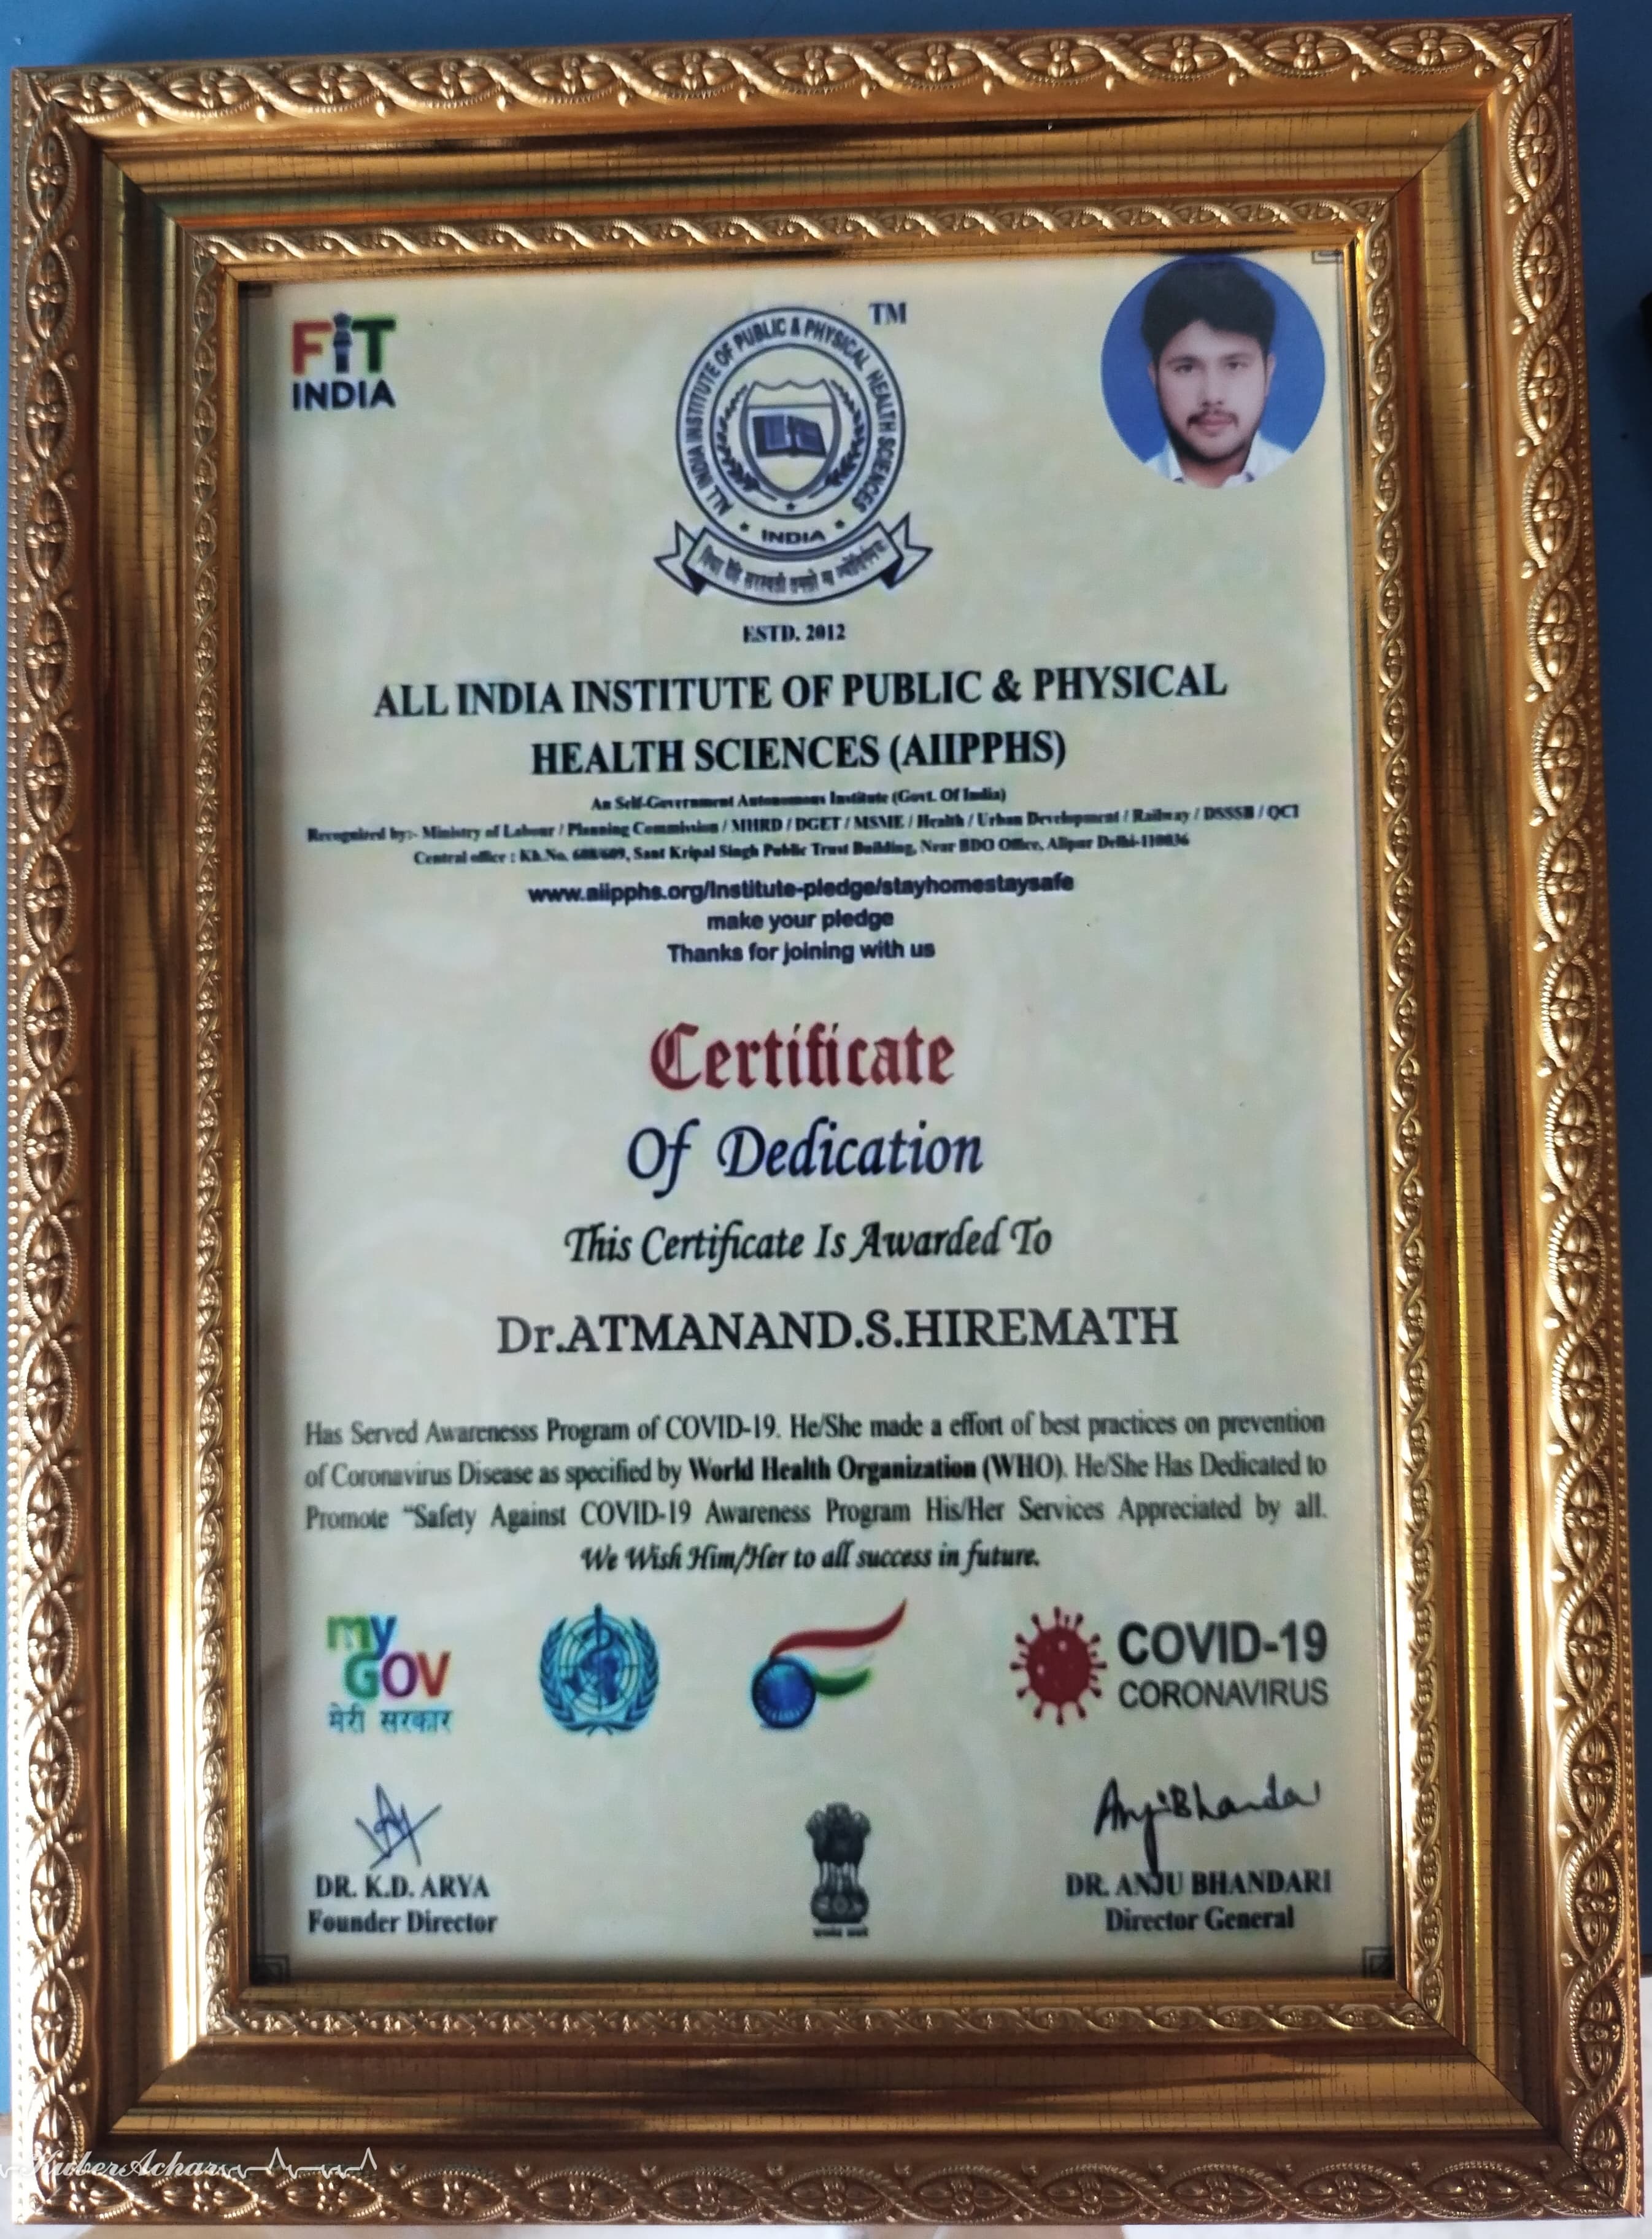 FiT
INDIA
TM
ALL INDIA INSTITUTE OF PUBLIC & PHYSICAL HEALTH SCIENCES
INDIA
ESTD. 2012
ALL INDIA INSTITUTE OF PUBLIC & PHYSICAL
HEALTH SCIENCES (AIIPPHS)
An Self-Government Autonomous Institute (Govt. Of India)
Recognized by:- Ministry of Labour / Planning Commission / MHRD / DGET / MSME / Health / Urban Development / Railway / DSSSB / QCI
Central office : Kh.No. 608/609, Sant Kripal Singh Public Trust Building, Near BDO Office, Alipur Delhi-110036
www.aiipphs.org/Institute-pledge/stayhomestaysafe
make your pledge
Thanks for joining with us
Certificate
Of Dedication
This Certificate Is Awarded To
Dr.ATMANAND.S.HIREMATH
Has Served Awarenesss Program of COVID-19. He/She made a effort of best practices on prevention
of Coronavirus Disease as specified by World Health Organization (WHO). He/She Has Dedicated to
Promote "Safety Against COVID-19 Awareness Program His/Her Services Appreciated by all.
We Wish Him/Her to all success in future.
my
GOV
मेरी सरकार
COVID-19
CORONAVIRUS
AnjuBhandari
DR. K.D. ARYA
Founder Director
DR. ANJU BHANDARI
Director General
KuberAchar